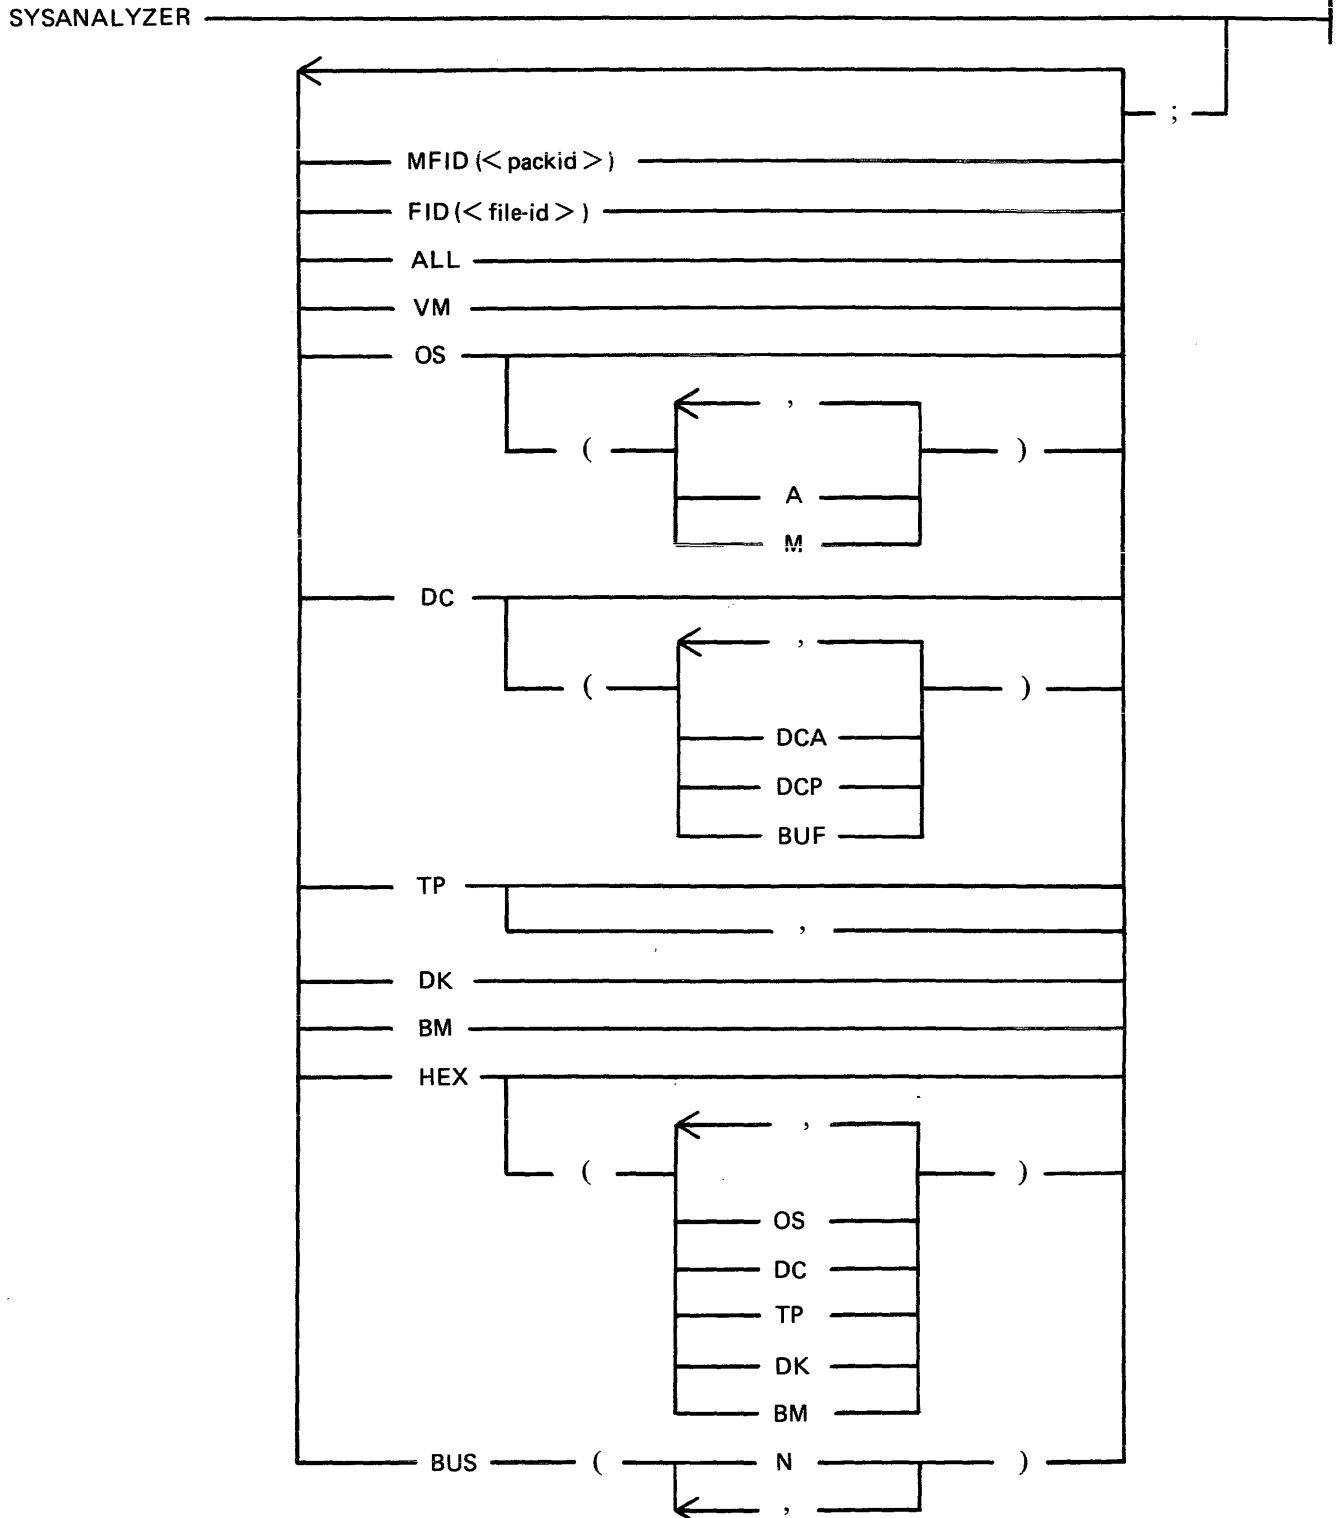 SYSANALYZER
;
MFID (<packid>)
FID (<file-id>)
ALL
VM
OS
,
( )
A
M
DC
,
( )
DCA
DCP
BUF
TP
,
DK
BM
HEX
,
( )
OS
DC
TP
DK
BM
BUS ( N )
,